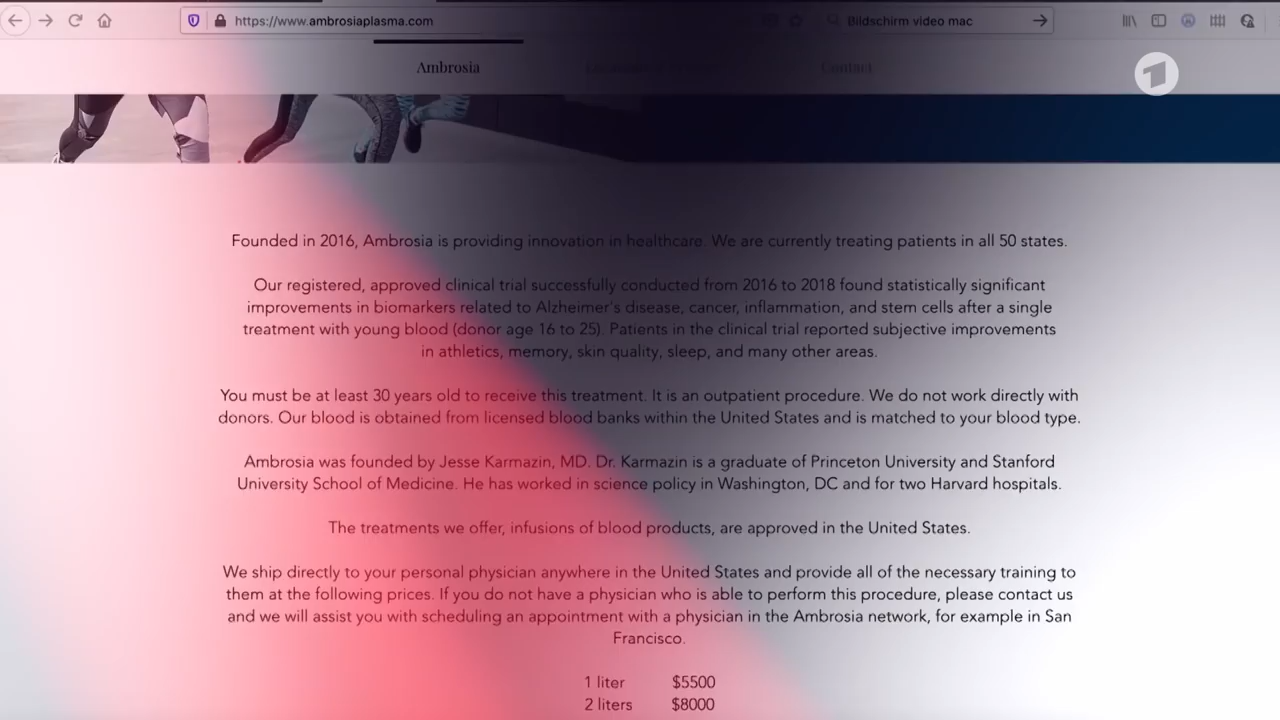 https://www.ambrosiaplasma.com
Bildschirm video mac
Ambrosia
Contact
Founded in 2016, Ambrosia is providing innovation in healthcare. We are currently treating patients in all 50 states.
Our registered, approved clinical trial successfully conducted from 2016 to 2018 found statistically significant
improvements in biomarkers related to Alzheimer's disease, cancer, inflammation, and stem cells after a single
treatment with young blood (donor age 16 to 25). Patients in the clinical trial reported subjective improvements
in athletics, memory, skin quality, sleep, and many other areas.
You must be at least 30 years old to receive this treatment. It is an outpatient procedure. We do not work directly with
donors. Our blood is obtained from licensed blood banks within the United States and is matched to your blood type.
Ambrosia was founded by Jesse Karmazin, MD. Dr. Karmazin is a graduate of Princeton University and Stanford
University School of Medicine. He has worked in science policy in Washington, DC and for two Harvard hospitals.
The treatments we offer, infusions of blood products, are approved in the United States.
We ship directly to your personal physician anywhere in the United States and provide all of the necessary training to
them at the following prices. If you do not have a physician who is able to perform this procedure, please contact us
and we will assist you with scheduling an appointment with a physician in the Ambrosia network, for example in San
Francisco.
1 liter $5500
2 liters $8000